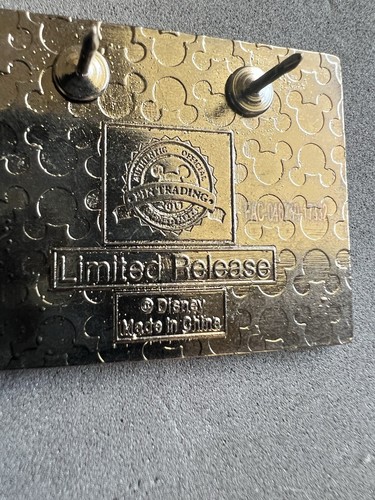 AUTHENTIC OFFICIAL
PIN TRADING
2011
Limited Release
© Disney
Made in China